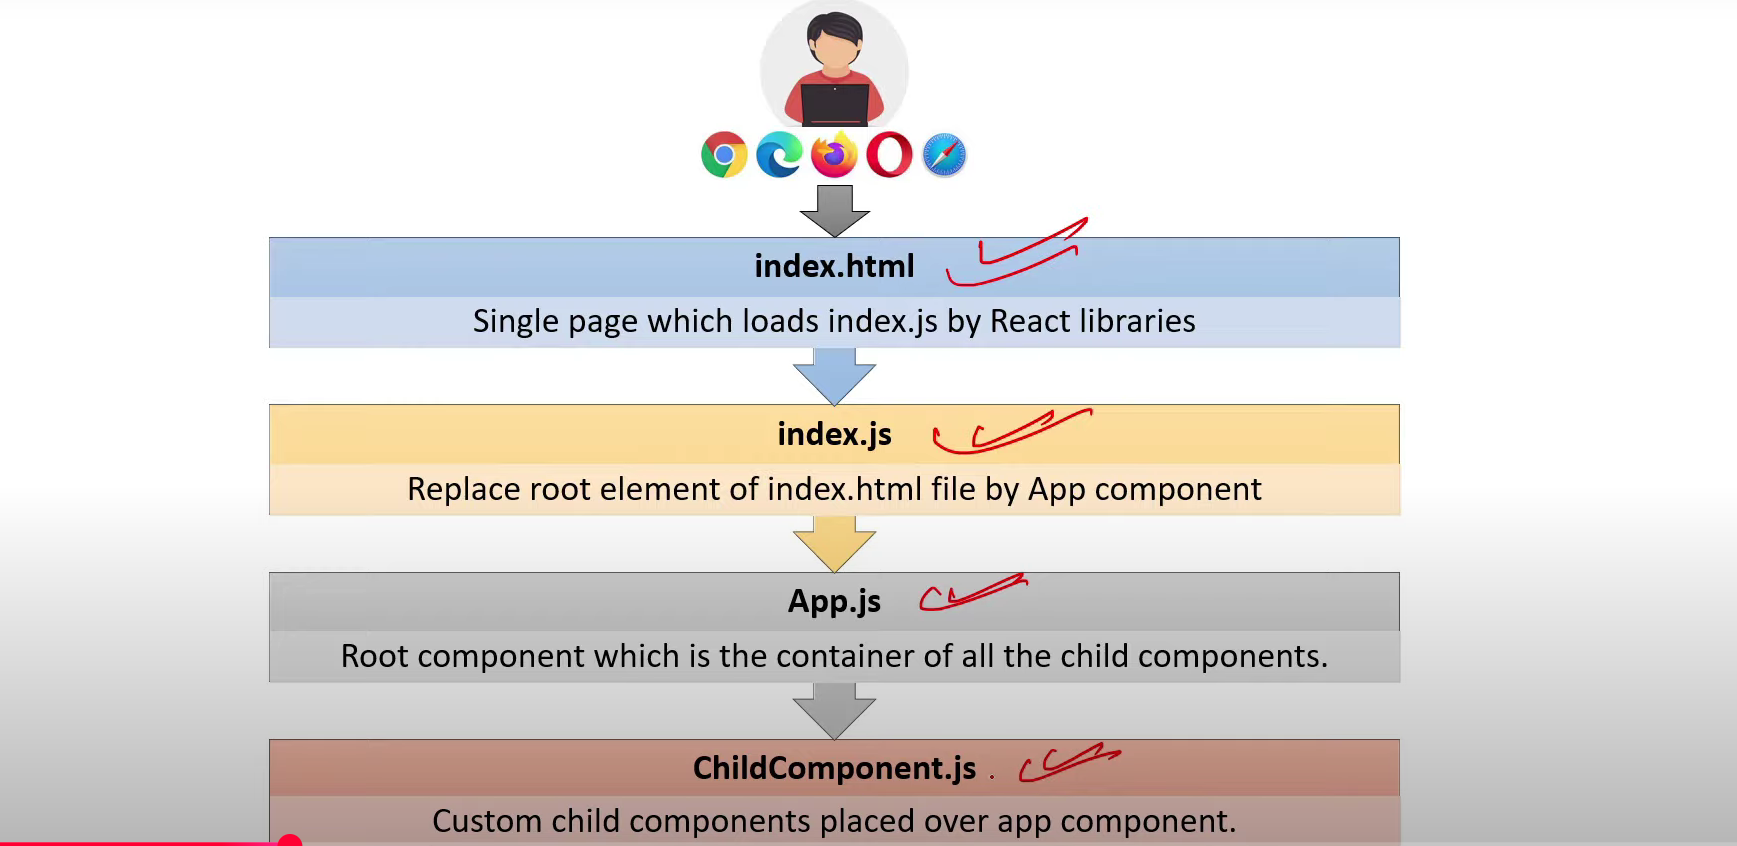 index.html
Single page which loads index.js by React libraries
index.js
Replace root element of index.html file by App component
App.js
Root component which is the container of all the child components.
ChildComponent.js
Custom child components placed over app component.